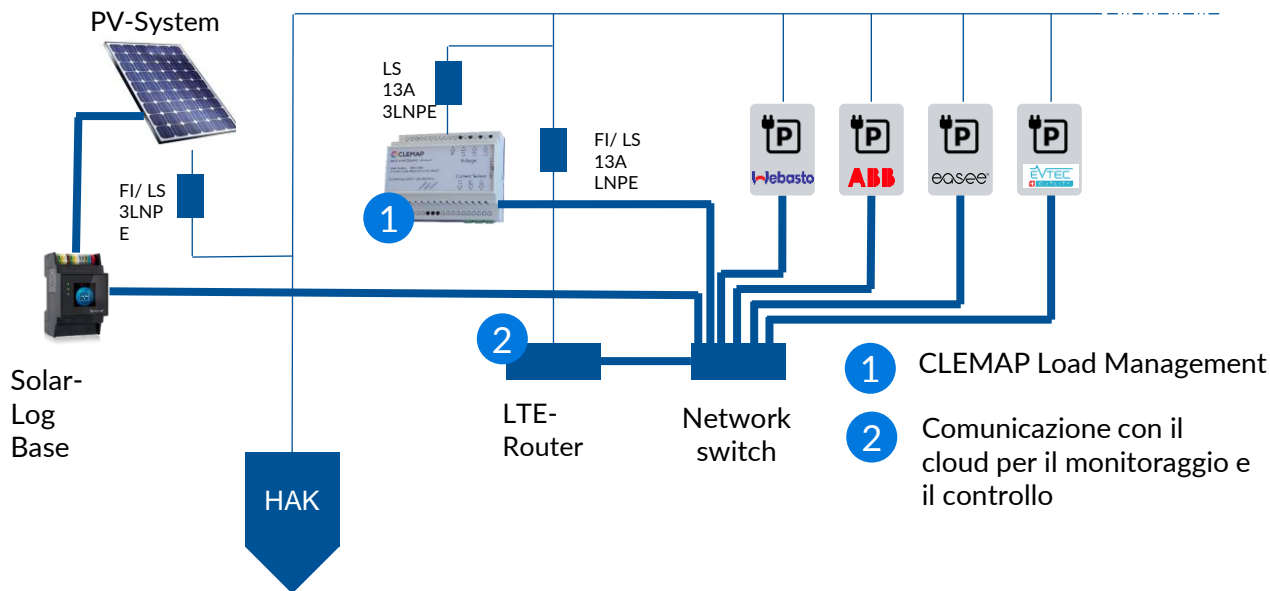 PV-System
LS
13A
3LNPE
CLEMAP
FI/ LS
13A
LNPE
P
P
P
P
Webasto
ABB
easee
EVTEC
FI/ LS
3LNP
E
1
2
1
CLEMAP Load Management
Solar-
Log
Base
LTE-
Router
Network
switch
2
Comunicazione con il
cloud per il monitoraggio e
il controllo
HAK